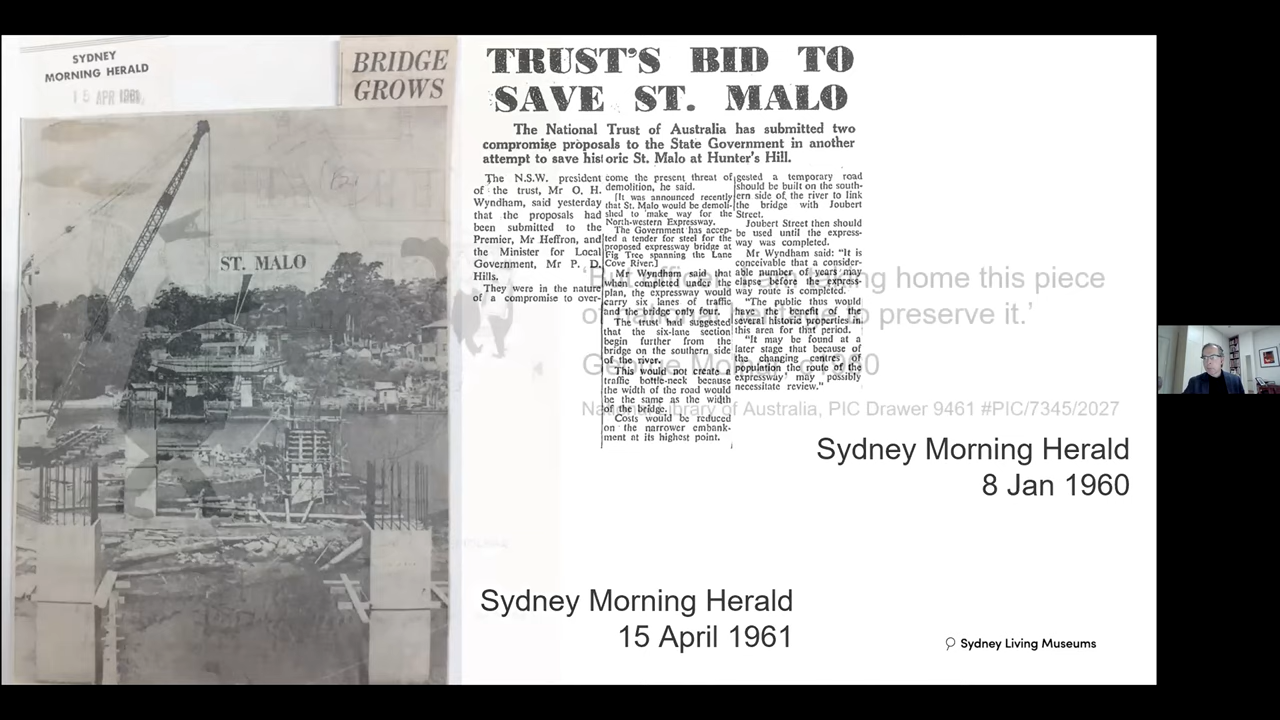 SYDNEY
MORNING HERALD
15 APR 1961
BRIDGE
GROWS
ST. MALO
TRUST'S BID TO
SAVE ST. MALO
The National Trust of Australia has submitted two
compromise proposals to the State Government in another
attempt to save historic St. Malo at Hunter's Hill.
The N.S.W. president
of the trust, Mr O. H.
Wyndham, said yesterday
that the proposals had
been submitted to the
Premier, Mr Heffron, and
the Minister for Local
Government, Mr P. D.
Hills.
They were in the nature
of a compromise to over-
come the present threat of
demolition, he said.
[It was announced recently
that St. Malo would be demoli-
shed to make way for the
North-western Expressway.
The Government has accep-
ted a tender for steel for the
proposed expressway bridge at
Fig Tree spanning the Lane
Cove River.]
Mr Wyndham said that
when completed under the
plan, the expressway would
carry six lanes of traffic
and the bridge only four.
The trust had suggested
that the six-lane section
begin further from the
bridge on the southern side
of the river.
This would not create a
traffic bottle-neck because
the width of the road would
be the same as the width
of the bridge.
Costs would be reduced
on the narrower embank-
ment at its highest point.
gested a temporary road
should be built on the south-
ern side of the river to link
the bridge with Joubert
Street.
Joubert Street then should
be used until the express-
way was completed.
Mr Wyndham said: "It is
conceivable that a consider-
able number of years may
elapse before the express-
way route is completed.
"The public thus would
have the benefit of the
several historic properties in
this area for that period.
"It may be found at a
later stage that because of
the changing centres of
population the route of the
expressway may possibly
necessitate review."
home this piece
of preserve it.'
George
Library of Australia, PIC Drawer 9461 #PIC/7345/2027
Sydney Morning Herald
8 Jan 1960
Sydney Morning Herald
15 April 1961
Sydney Living Museums